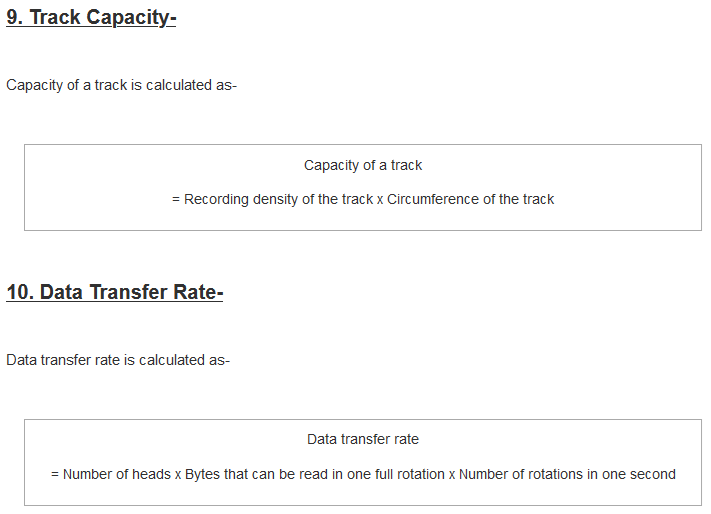 9. Track Capacity-
Capacity of a track is calculated as-
Capacity of a track
= Recording density of the track x Circumference of the track
10. Data Transfer Rate-
Data transfer rate is calculated as-
Data transfer rate
= Number of heads x Bytes that can be read in one full rotation x Number of rotations in one second